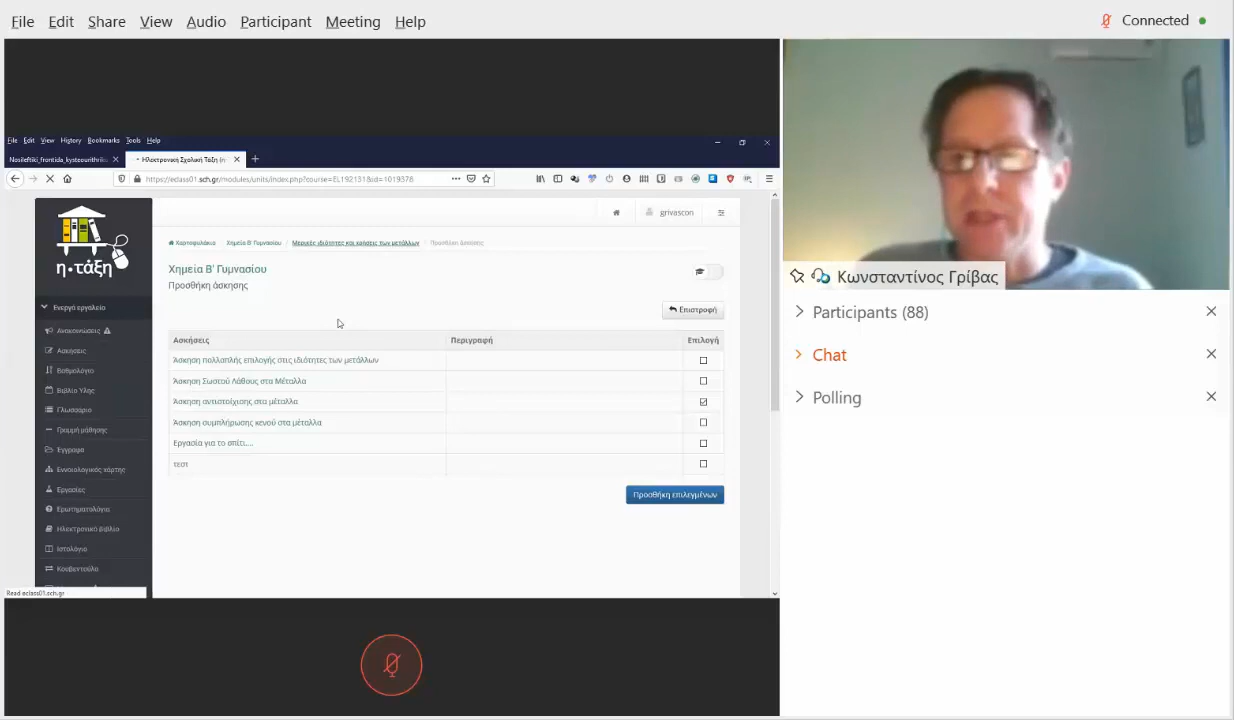 File Edit Share View Audio Participant Meeting Help
Connected
File Edit View History Bookmarks Tools Help
Ηλεκτρονική Σχολική Τάξη (η
https://eclass01.sch.gr/modules/units/index.php?course=EL192131&id=1019378
η·τάξη
grivascon
Χαρτοφυλάκιο / Χημεία Β' Γυμνασίου / Μερικές ιδιότητες και χρήσεις των μετάλλων / Προσθήκη άσκησης
Χημεία Β' Γυμνασίου
Προσθήκη άσκησης
Επιστροφή
Ασκήσεις Περιγραφή Επιλογή
Άσκηση πολλαπλής επιλογής στις ιδιότητες των μετάλλων
Άσκηση Σωστού Λάθους στα Μέταλλα
Άσκηση αντιστοίχισης στα μέταλλα
Άσκηση συμπλήρωσης κενού στα μέταλλα
Εργασία για το σπίτι....
τεστ
Προσθήκη επιλεγμένων
Ενεργά εργαλεία
Ανακοινώσεις
Ασκήσεις
Βαθμολόγιο
Βιβλίο Ύλης
Γλωσσάριο
Γραμμή μάθησης
Έγγραφα
Εννοιολογικός χάρτης
Εργασίες
Ερωτηματολόγια
Ηλεκτρονικό βιβλίο
Ιστολόγιο
Κουβεντούλα
Read eclass01.sch.gr
Κωνσταντίνος Γρίβας
Participants (88)
Chat
Polling